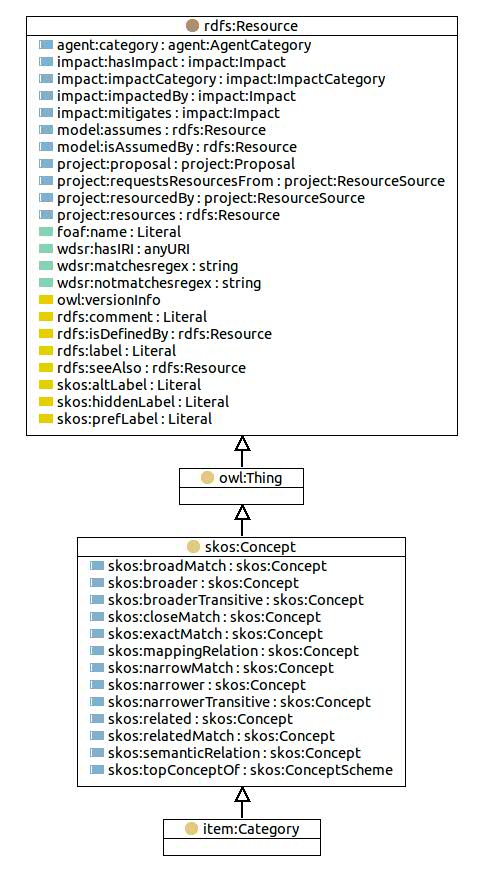 rdfs:Resource
agent:category : agent:AgentCategory
impact:hasImpact : impact:Impact
impact:impactCategory : impact:ImpactCategory
impact:impactedBy : impact:Impact
impact:mitigates : impact:Impact
model:assumes : rdfs:Resource
model:isAssumedBy : rdfs:Resource
project:proposal : project:Proposal
project:requestsResourcesFrom : project:ResourceSource
project:resourcedBy : project:ResourceSource
project:resources : rdfs:Resource
foaf:name : Literal
wdsr:hasIRI : anyURI
wdsr:matchesregex : string
wdsr:notmatchesregex : string
owl:versionInfo
rdfs:comment : Literal
rdfs:isDefinedBy : rdfs:Resource
rdfs:label : Literal
rdfs:seeAlso : rdfs:Resource
skos:altLabel : Literal
skos:hiddenLabel : Literal
skos:prefLabel : Literal
owl:Thing
skos:Concept
skos:broadMatch : skos:Concept
skos:broader : skos:Concept
skos:broaderTransitive : skos:Concept
skos:closeMatch : skos:Concept
skos:exactMatch : skos:Concept
skos:mappingRelation : skos:Concept
skos:narrowMatch : skos:Concept
skos:narrower : skos:Concept
skos:narrowerTransitive : skos:Concept
skos:related : skos:Concept
skos:relatedMatch : skos:Concept
skos:semanticRelation : skos:Concept
skos:topConceptOf : skos:ConceptScheme
item:Category